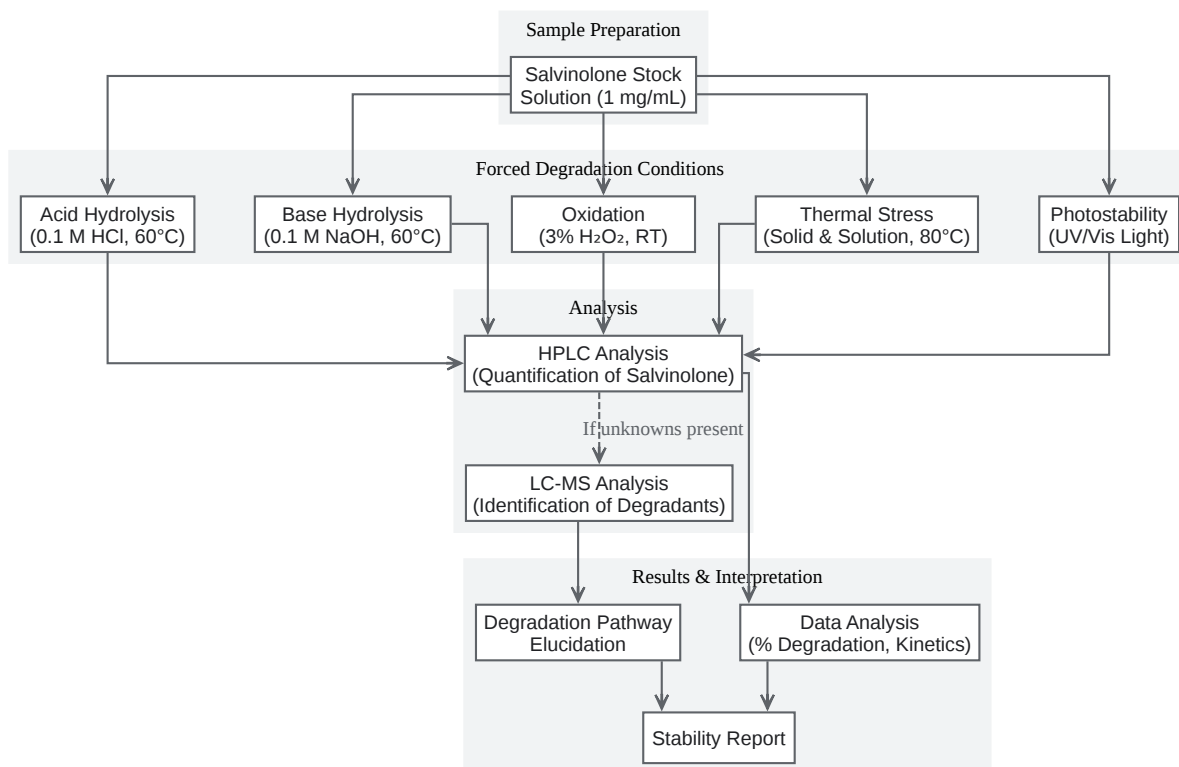 Sample Preparation
Salvinolone Stock
Solution (1 mg/mL)
Forced Degradation Conditions
Acid Hydrolysis
(0.1 M HCl, 60°C)
Base Hydrolysis
(0.1 M NaOH, 60°C)
Oxidation
(3% H₂O₂, RT)
Thermal Stress
(Solid & Solution, 80°C)
Photostability
(UV/Vis Light)
Analysis
HPLC Analysis
(Quantification of Salvinolone)
If unknowns present
LC-MS Analysis
(Identification of Degradants)
Results & Interpretation
Degradation Pathway
Elucidation
Data Analysis
(% Degradation, Kinetics)
Stability Report